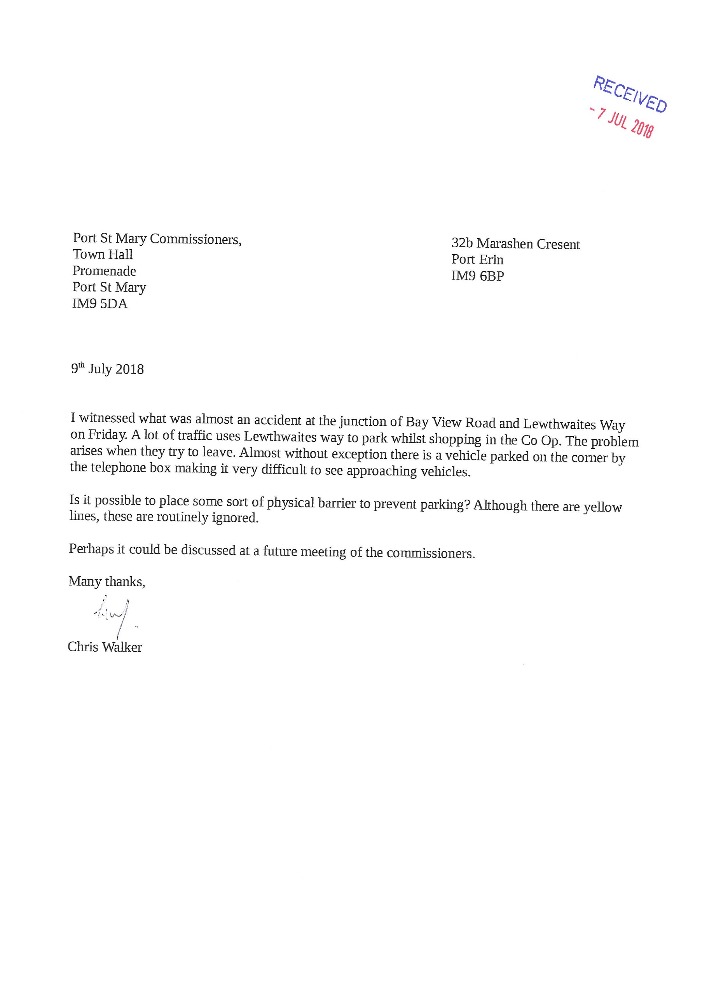 RECEIVED
- 7 JUL 2018
Port St Mary Commissioners,
Town Hall
Promenade
Port St Mary
IM9 5DA
32b Marashen Cresent
Port Erin
IM9 6BP
9th July 2018
I witnessed what was almost an accident at the junction of Bay View Road and Lewthwaites Way
on Friday. A lot of traffic uses Lewthwaites way to park whilst shopping in the Co Op. The problem
arises when they try to leave. Almost without exception there is a vehicle parked on the corner by
the telephone box making it very difficult to see approaching vehicles.
Is it possible to place some sort of physical barrier to prevent parking? Although there are yellow
lines, these are routinely ignored.
Perhaps it could be discussed at a future meeting of the commissioners.
Many thanks,
Chris Walker